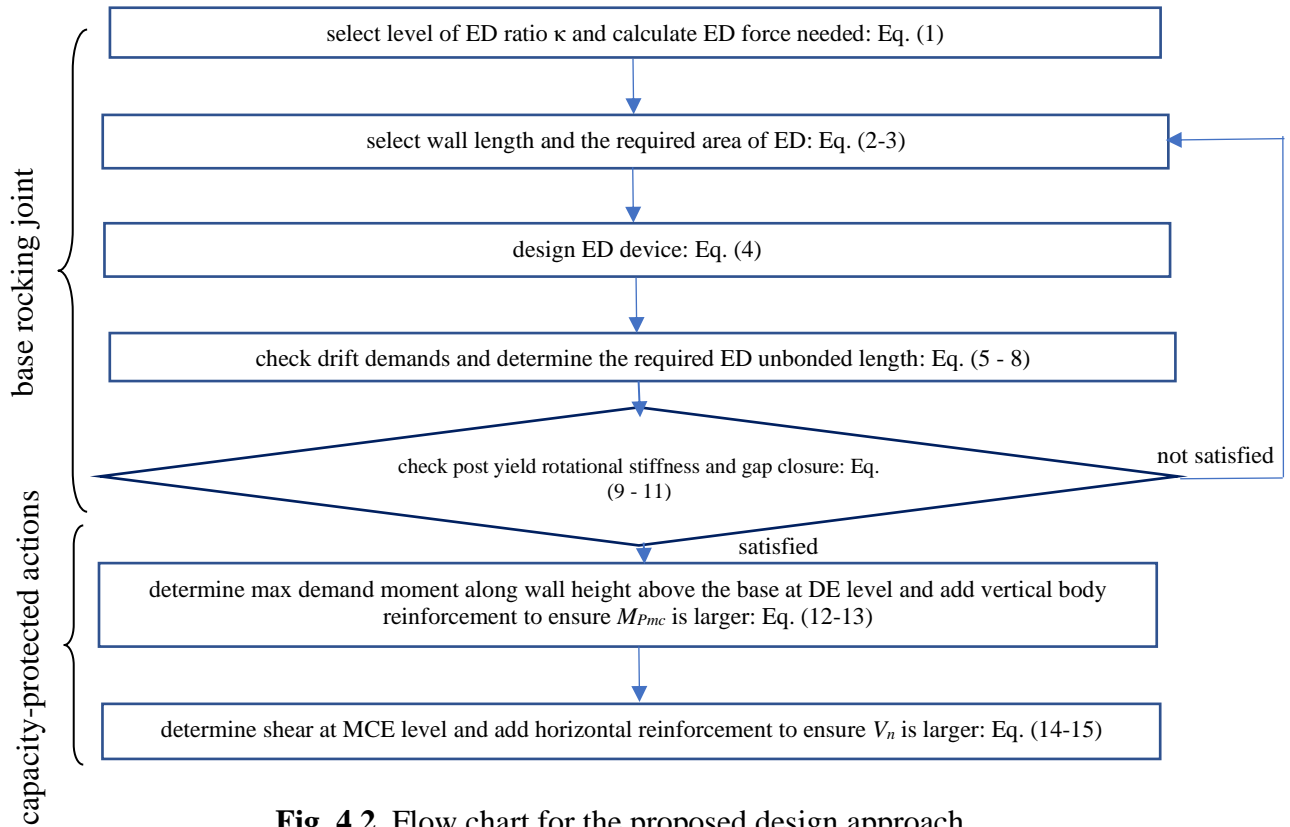 select level of ED ratio κ and calculate ED force needed: Eq. (1)
select wall length and the required area of ED: Eq. (2-3)
design ED device: Eq. (4)
check drift demands and determine the required ED unbonded length: Eq. (5 - 8)
base rocking joint
check post yield rotational stiffness and gap closure: Eq.
(9 - 11)
not satisfied
satisfied
determine max demand moment along wall height above the base at DE level and add vertical body
reinforcement to ensure MPmc is larger: Eq. (12-13)
determine shear at MCE level and add horizontal reinforcement to ensure Vn is larger: Eq. (14-15)
capacity-protected actions
Fig. 4.2. Flow chart for the proposed design approach